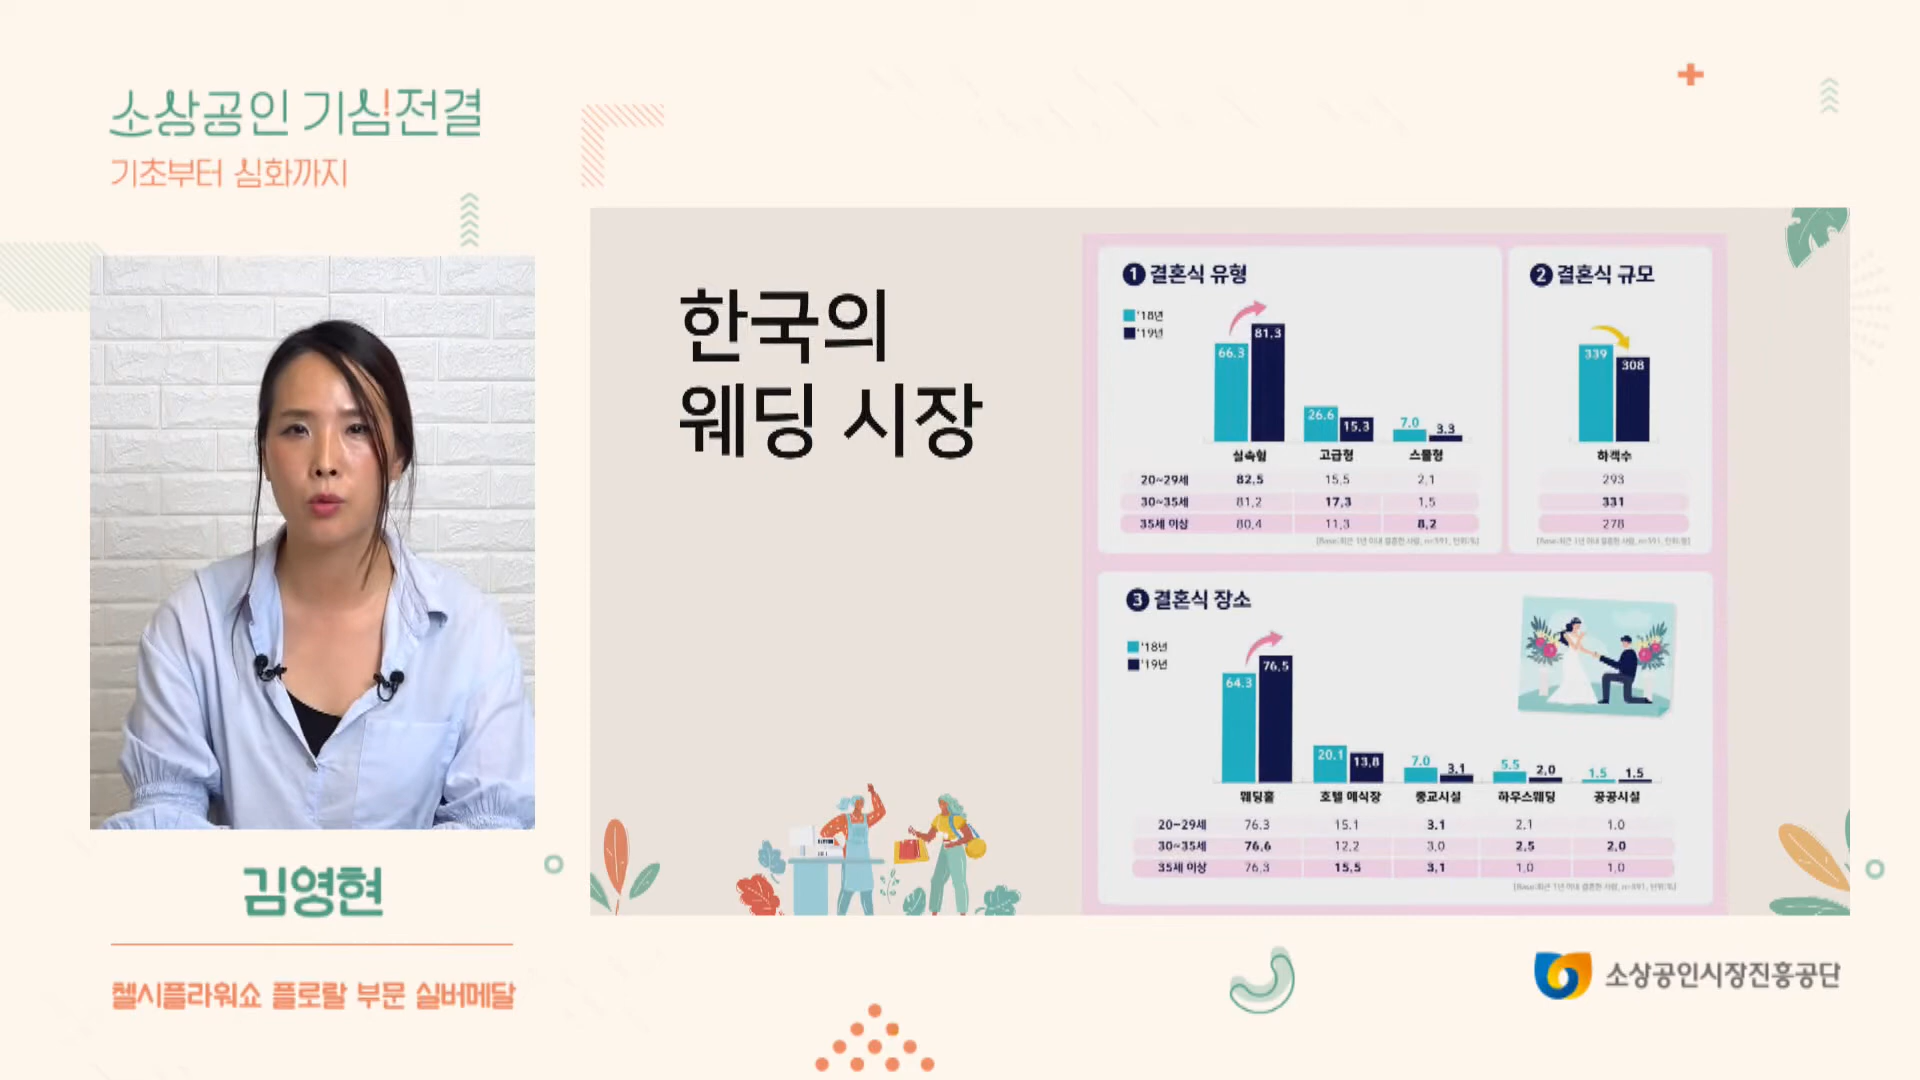 소상공인 기심전결
기초부터 심화까지
한국의
웨딩 시장
1 결혼식 유형
'18년
'19년
66.3 81.3 26.6 15.3 7.0 3.3
실속형 고급형 스몰형
20~29세 82.5 15.5 2.1
30~35세 81.2 17.3 1.5
35세 이상 80.4 11.3 8.2
2 결혼식 규모
339 308
하객수
293
331
278
3 결혼식 장소
'18년
'19년
64.3 76.5 20.1 13.8 7.0 3.1 5.5 2.0 1.5 1.5
웨딩홀 호텔 예식장 종교시설 하우스웨딩 공공시설
20~29세 76.3 15.1 3.1 2.1 1.0
30~35세 76.6 12.2 3.0 2.5 2.0
35세 이상 76.3 15.5 3.1 1.0 1.0
김영현
첼시플라워쇼 플로랄 부문 실버메달
소상공인시장진흥공단